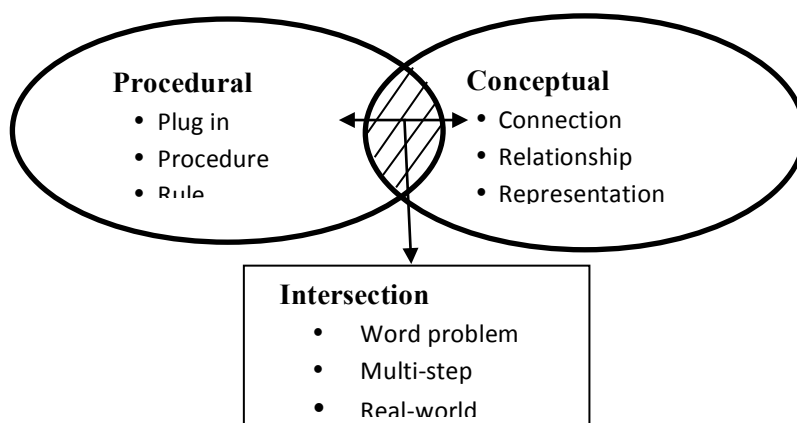 Procedural
• Plug in
• Procedure
• Rule
Conceptual
• Connection
• Relationship
• Representation
Intersection
• Word problem
• Multi-step
• Real-world